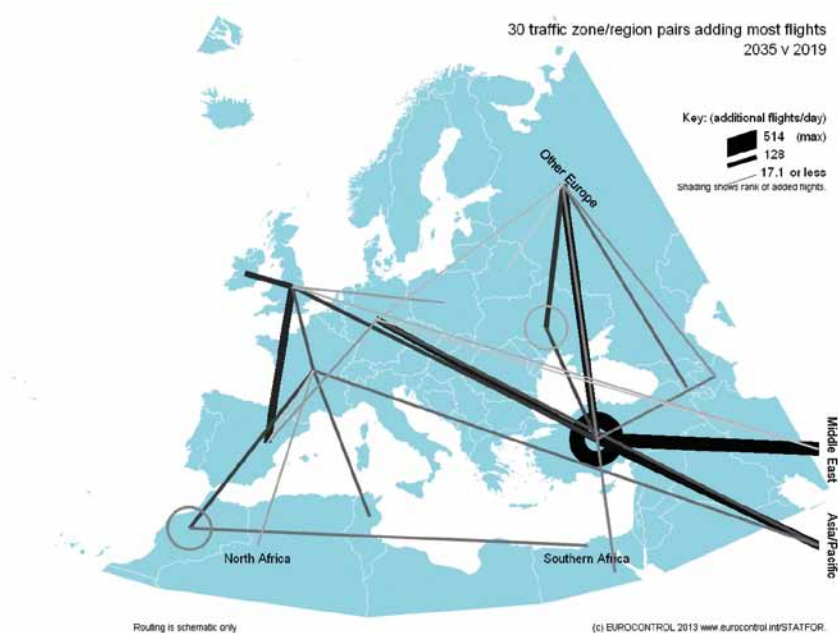 30 traffic zone/region pairs adding most flights
2035 v 2019
Key: (additional flights/day)
514 (max)
128
17.1 or less
Shading shows rank of added flights.
Other Europe
Middle East
Asia/Pacific
North Africa
Southern Africa
Routing is schematic only
(c) EUROCONTROL 2013 www.eurocontrol.int/STATFOR.